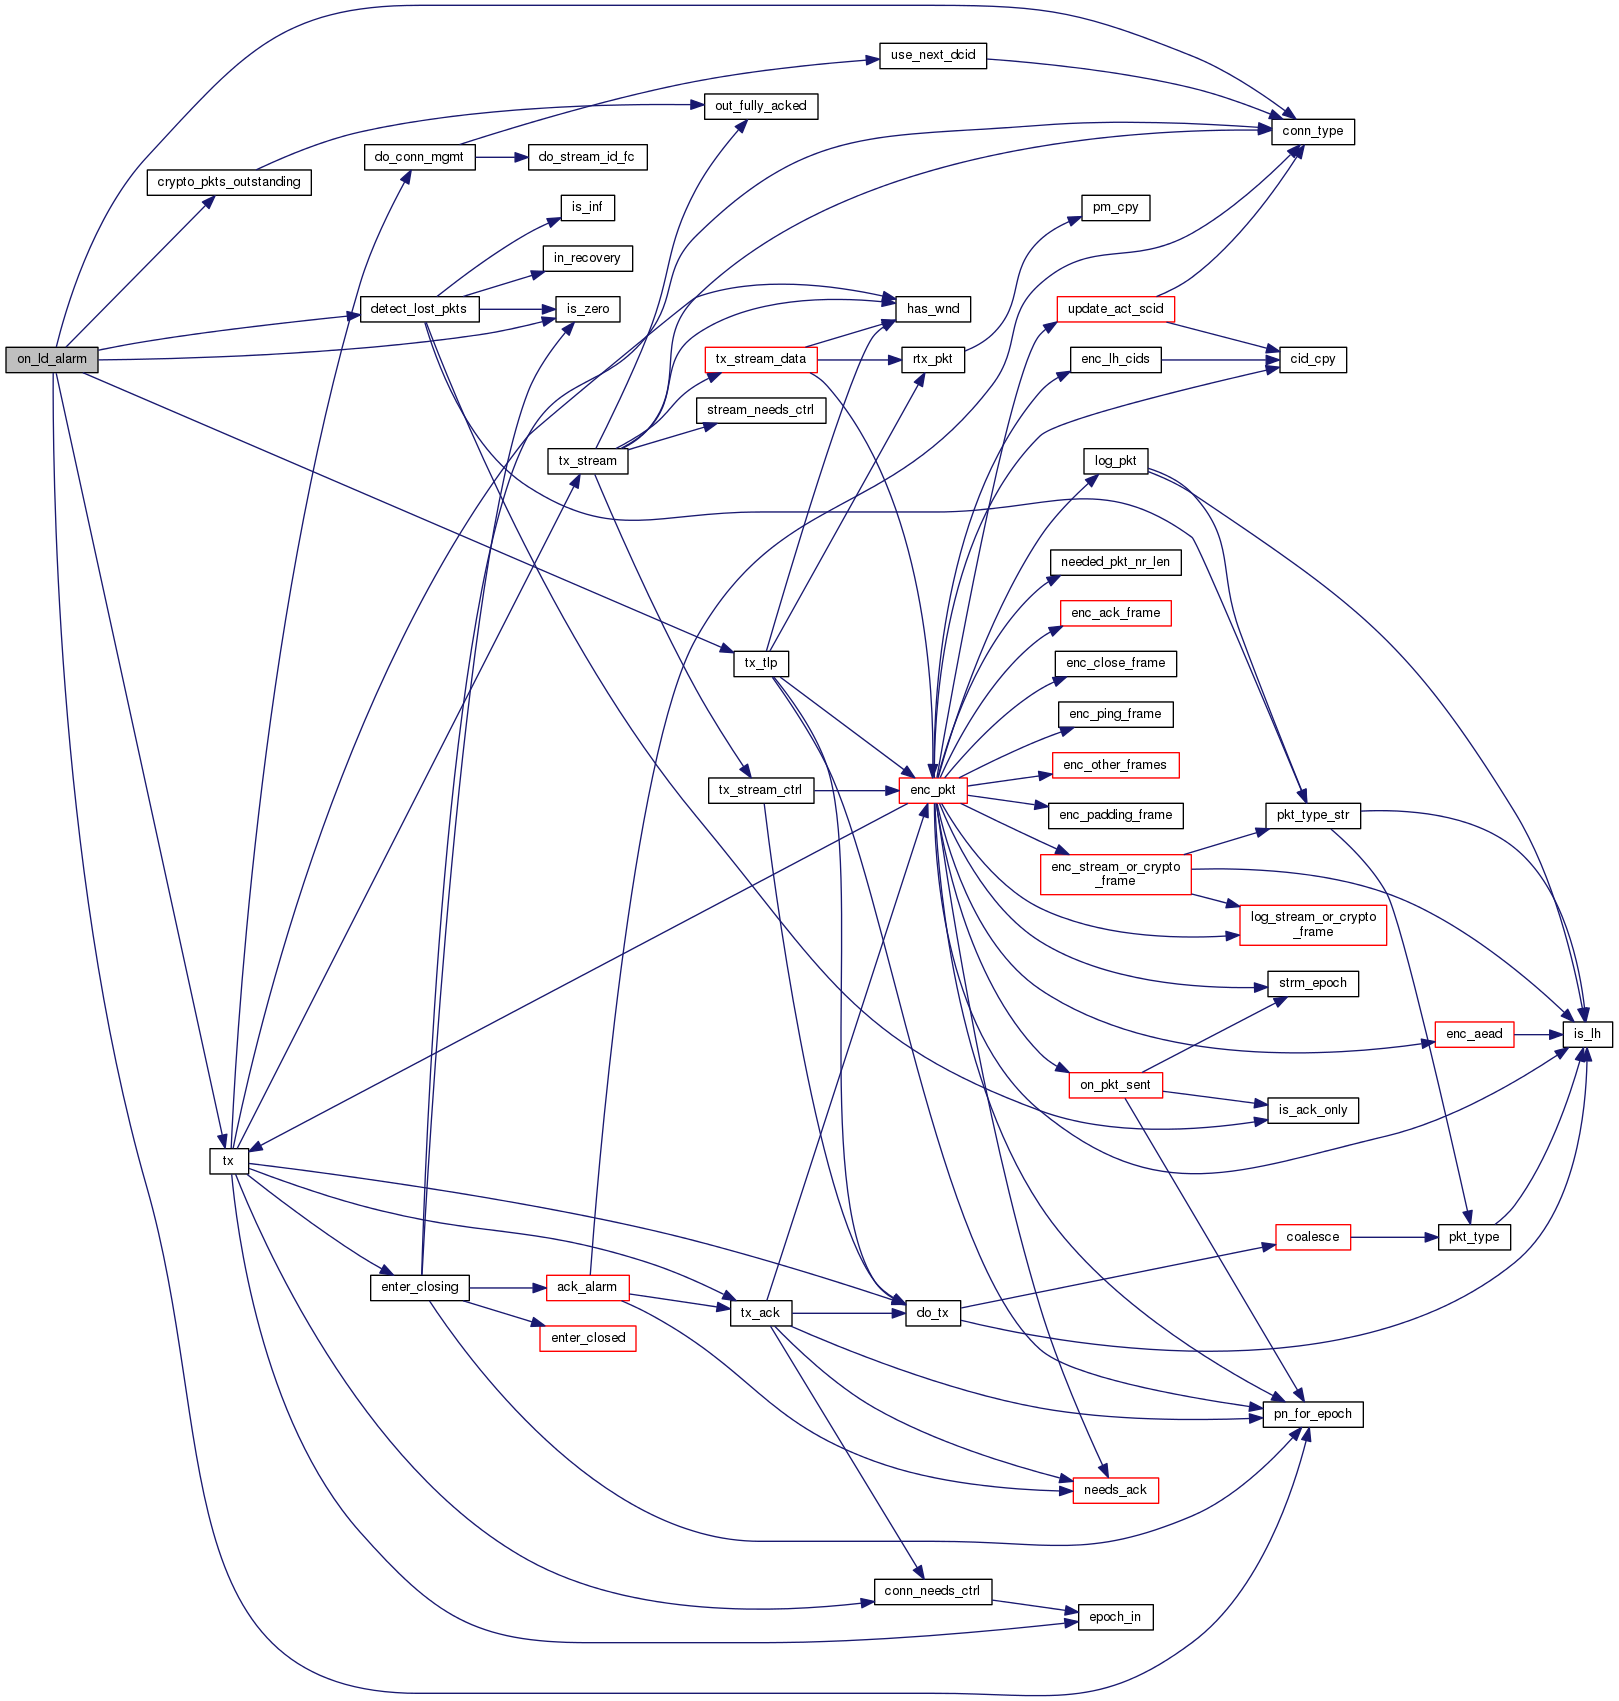 use_next_dcid
out_fully_acked
conn_type
do_conn_mgmt
do_stream_id_fc
crypto_pkts_outstanding
is_inf
pm_cpy
in_recovery
detect_lost_pkts
is_zero
has_wnd
update_act_scid
on_ld_alarm
tx_stream_data
rtx_pkt
enc_lh_cids
cid_cpy
stream_needs_ctrl
tx_stream
log_pkt
needed_pkt_nr_len
enc_ack_frame
tx_tlp
enc_close_frame
enc_ping_frame
enc_other_frames
tx_stream_ctrl
enc_pkt
enc_padding_frame
pkt_type_str
enc_stream_or_crypto
_frame
log_stream_or_crypto
_frame
strm_epoch
enc_aead
is_lh
on_pkt_sent
is_ack_only
tx
coalesce
pkt_type
enter_closing
ack_alarm
tx_ack
do_tx
enter_closed
pn_for_epoch
needs_ack
conn_needs_ctrl
epoch_in